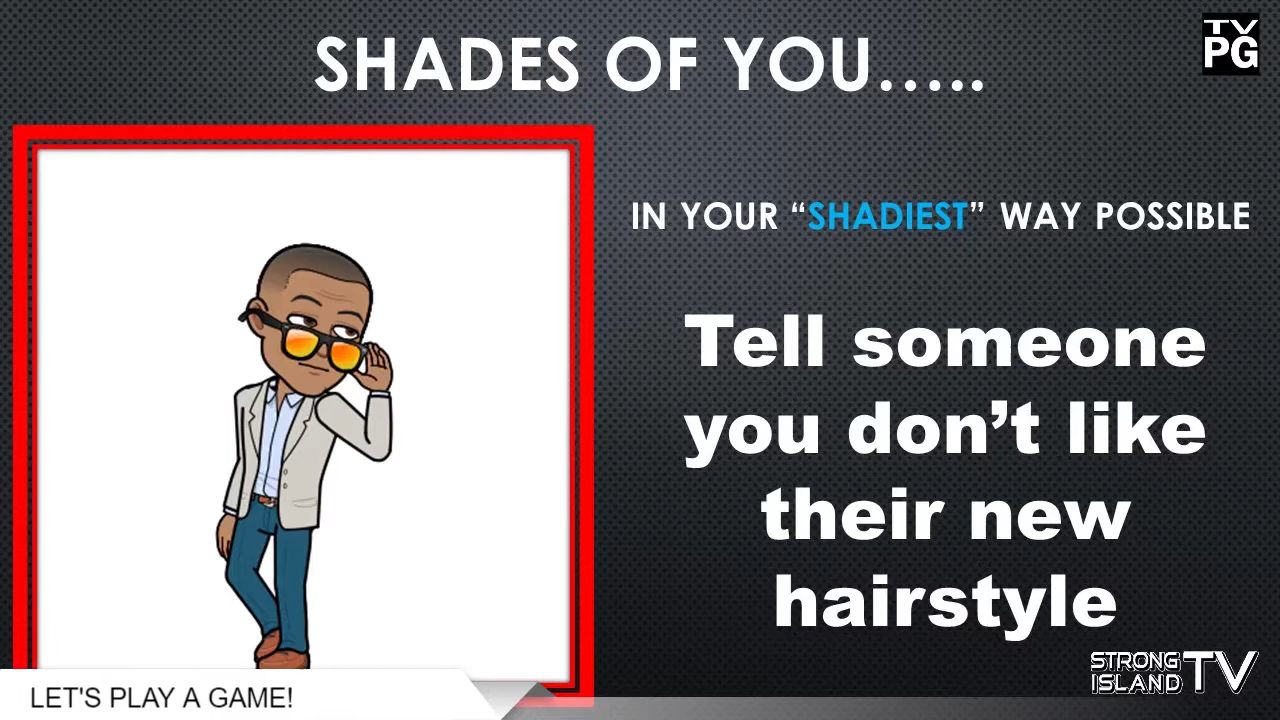 SHADES OF YOU.....
TV
PG
IN YOUR “SHADIEST” WAY POSSIBLE
Tell someone
you don’t like
their new
hairstyle
STRONG
ISLAND TV
LET'S PLAY A GAME!